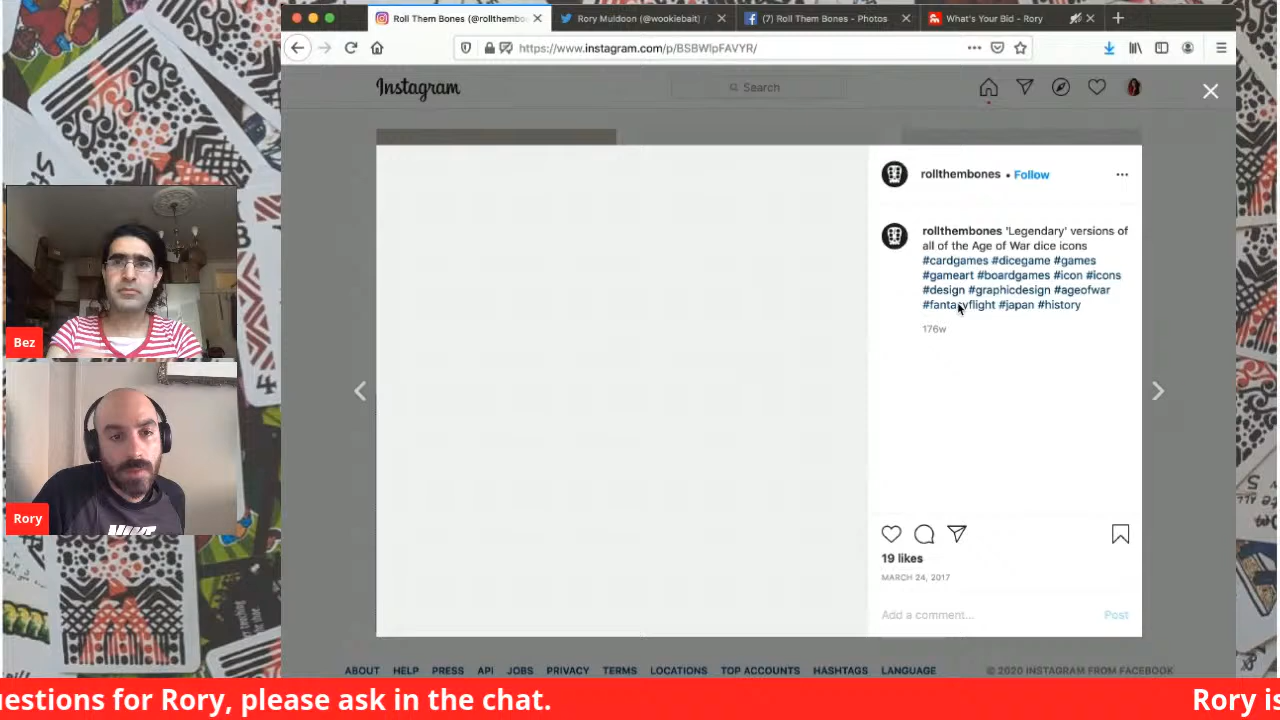 Roll Them Bones (@rollthembo
Rory Muldoon (@wookiebait) /
(7) Roll Them Bones - Photos
What's Your Bid - Rory
https://www.instagram.com/p/BSBWlpFAVYR/
Instagram
Search
rollthembones • Follow
rollthembones 'Legendary' versions of
all of the Age of War dice icons
#cardgames #dicegame #games
#gameart #boardgames #icon #icons
#design #graphicdesign #ageofwar
#fantasyflight #japan #history
176w
Bez
Rory
19 likes
MARCH 24, 2017
Add a comment...
Post
ABOUT HELP PRESS API JOBS PRIVACY TERMS LOCATIONS TOP ACCOUNTS HASHTAGS LANGUAGE © 2020 INSTAGRAM FROM FACEBOOK
uestions for Rory, please ask in the chat.
Rory is